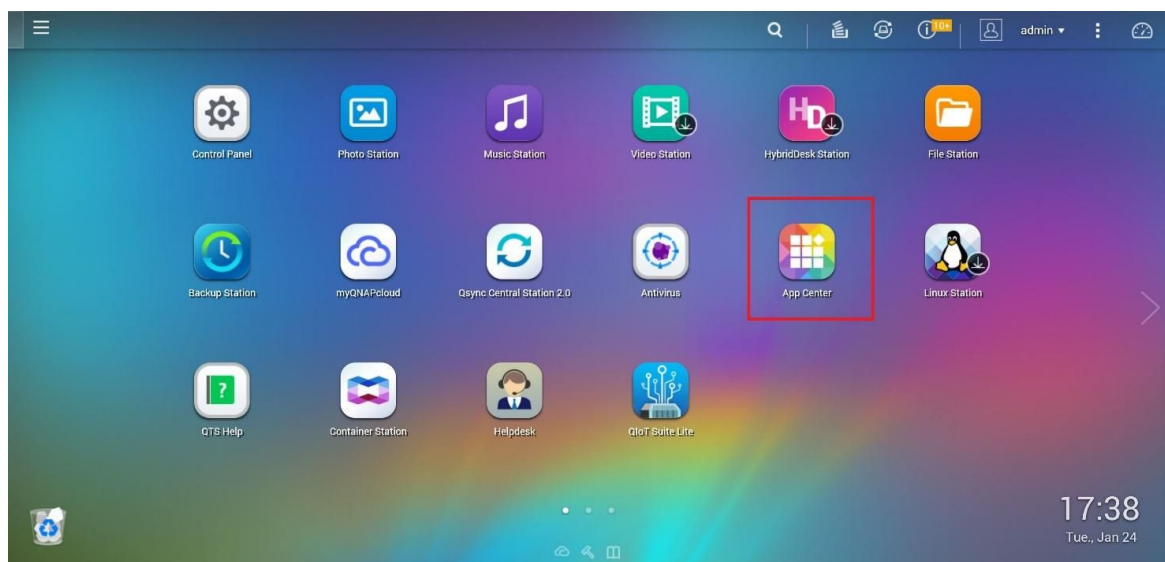 10+
admin
Control Panel
Photo Station
Music Station
Video Station
HD
HybridDesk Station
File Station
Backup Station
myQNAPcloud
Qsync Central Station 2.0
Antivirus
App Center
Linux Station
?
QTS Help
Container Station
Helpdesk
QIoT Suite Lite
17:38
Tue., Jan 24